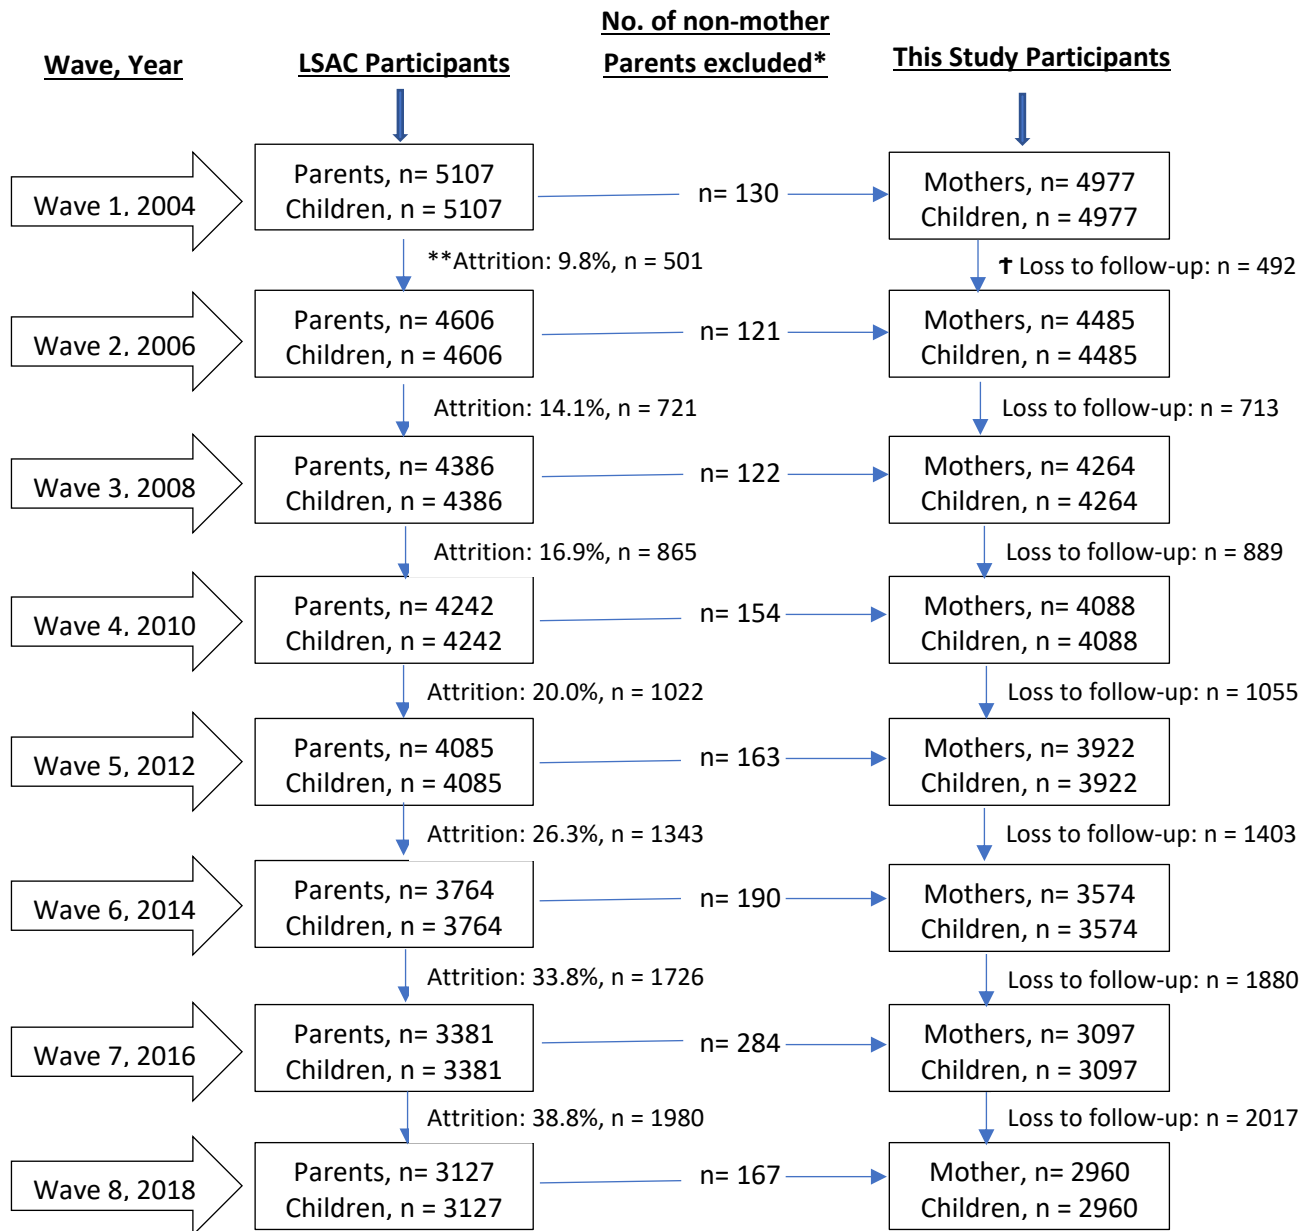 No. of non-mother
Wave, Year LSAC Participants Parents excluded* This Study Participants
Parents, n= 5107
Children, n = 5107
Wave 1, 2004
n= 130
Mothers, n= 4977
Children, n = 4977
**Attrition: 9.8%, n = 501
✝ Loss to follow-up: n = 492
Parents, n= 4606
Children, n = 4606
Wave 2, 2006
n= 121
Mothers, n= 4485
Children, n = 4485
Attrition: 14.1%, n = 721
Loss to follow-up: n = 713
Parents, n= 4386
Children, n = 4386
Wave 3, 2008
n= 122
Mothers, n= 4264
Children, n = 4264
Attrition: 16.9%, n = 865
Loss to follow-up: n = 889
Parents, n= 4242
Children, n = 4242
Wave 4, 2010
n= 154
Mothers, n= 4088
Children, n = 4088
Attrition: 20.0%, n = 1022
Loss to follow-up: n = 1055
Parents, n= 4085
Children, n = 4085
Wave 5, 2012
n= 163
Mothers, n= 3922
Children, n = 3922
Attrition: 26.3%, n = 1343
Loss to follow-up: n = 1403
Parents, n= 3764
Children, n = 3764
Wave 6, 2014
n= 190
Mothers, n= 3574
Children, n = 3574
Attrition: 33.8%, n = 1726
Loss to follow-up: n = 1880
Parents, n= 3381
Children, n = 3381
Wave 7, 2016
n= 284
Mothers, n= 3097
Children, n = 3097
Attrition: 38.8%, n = 1980
Loss to follow-up: n = 2017
Parents, n= 3127
Children, n = 3127
Wave 8, 2018
n= 167
Mother, n= 2960
Children, n = 2960